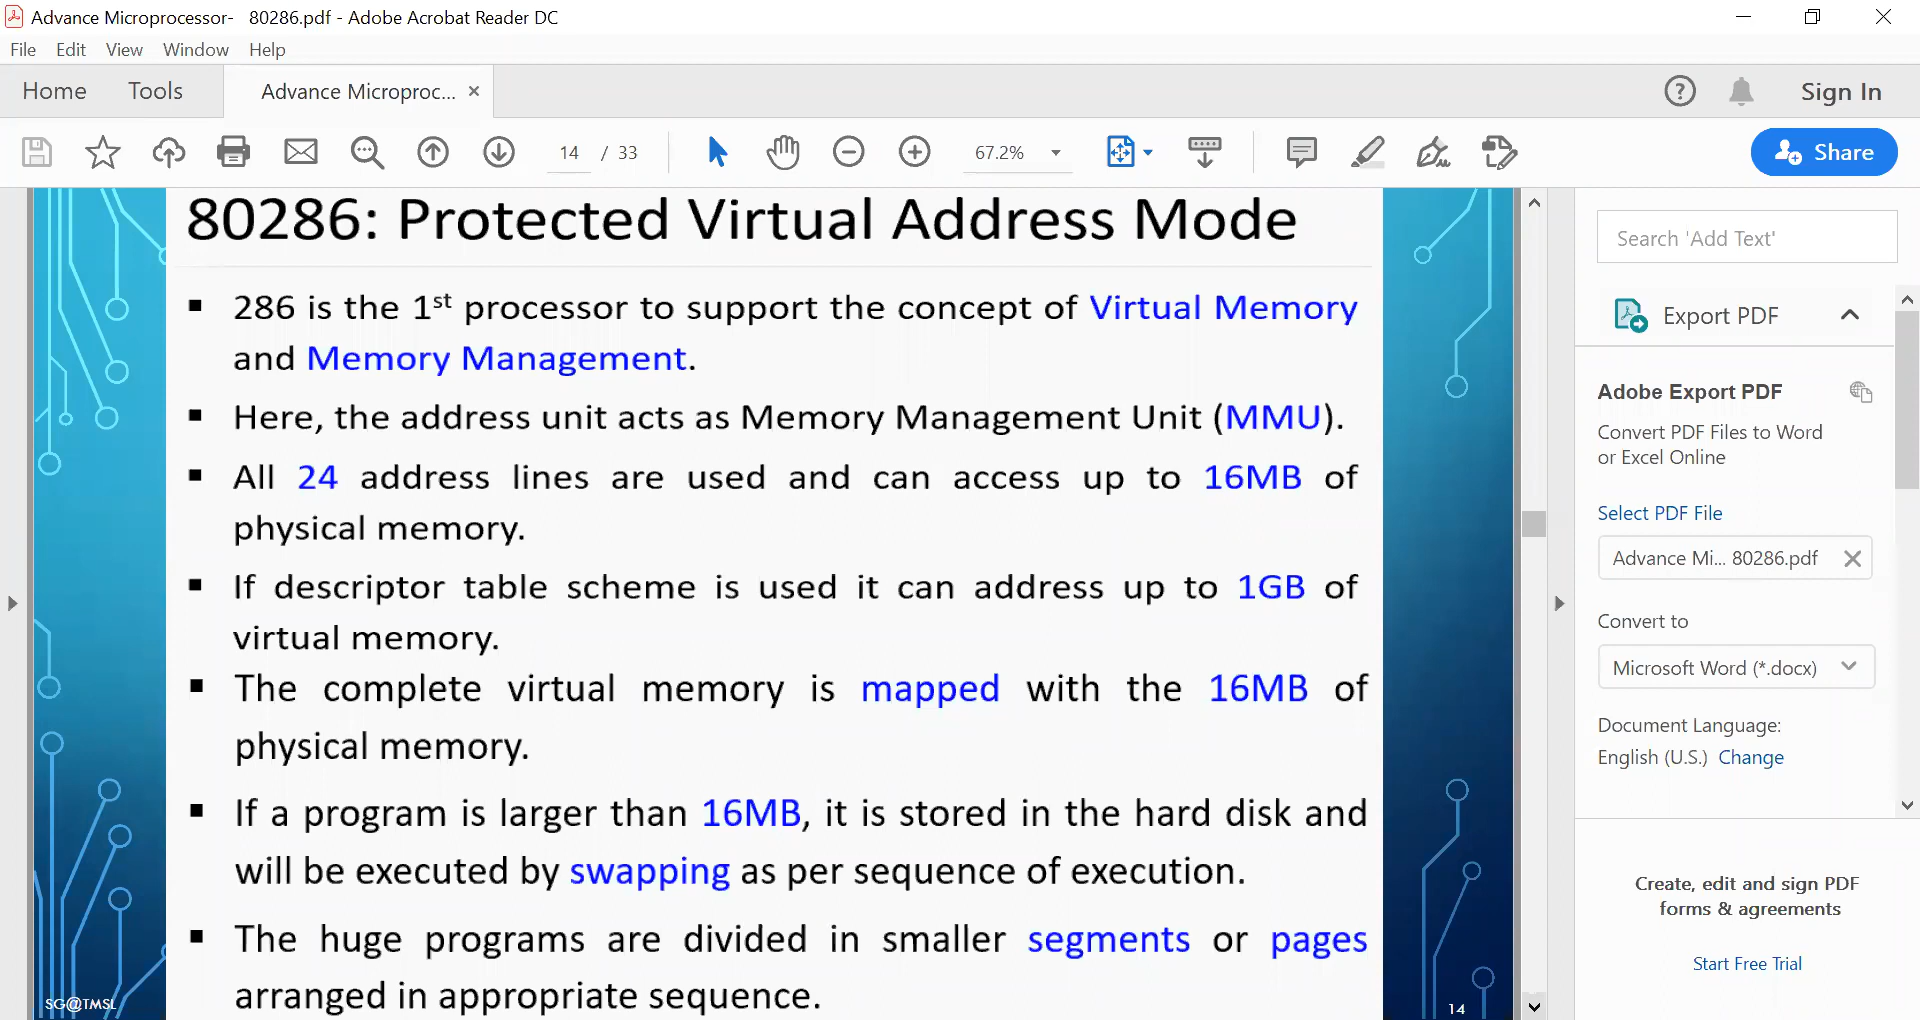 Advance Microprocessor- 80286.pdf - Adobe Acrobat Reader DC
File Edit View Window Help
Home Tools Advance Microproc... × Sign In
14 / 33 67.2% Share
80286: Protected Virtual Address Mode
▪ 286 is the 1st processor to support the concept of Virtual Memory
and Memory Management.
▪ Here, the address unit acts as Memory Management Unit (MMU).
▪ All 24 address lines are used and can access up to 16MB of
physical memory.
▪ If descriptor table scheme is used it can address up to 1GB of
virtual memory.
▪ The complete virtual memory is mapped with the 16MB of
physical memory.
▪ If a program is larger than 16MB, it is stored in the hard disk and
will be executed by swapping as per sequence of execution.
▪ The huge programs are divided in smaller segments or pages
arranged in appropriate sequence.
SG@TMSL
14
Search 'Add Text'
Export PDF
Adobe Export PDF
Convert PDF Files to Word
or Excel Online
Select PDF File
Advance Mi... 80286.pdf
Convert to
Microsoft Word (*.docx)
Document Language:
English (U.S.) Change
Create, edit and sign PDF
forms & agreements
Start Free Trial